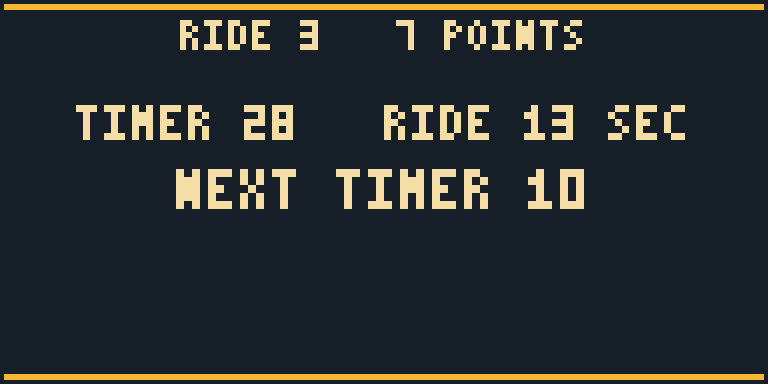 RIDE 3 7 POINTS
TIMER 28 RIDE 13 SEC
NEXT TIMER 10